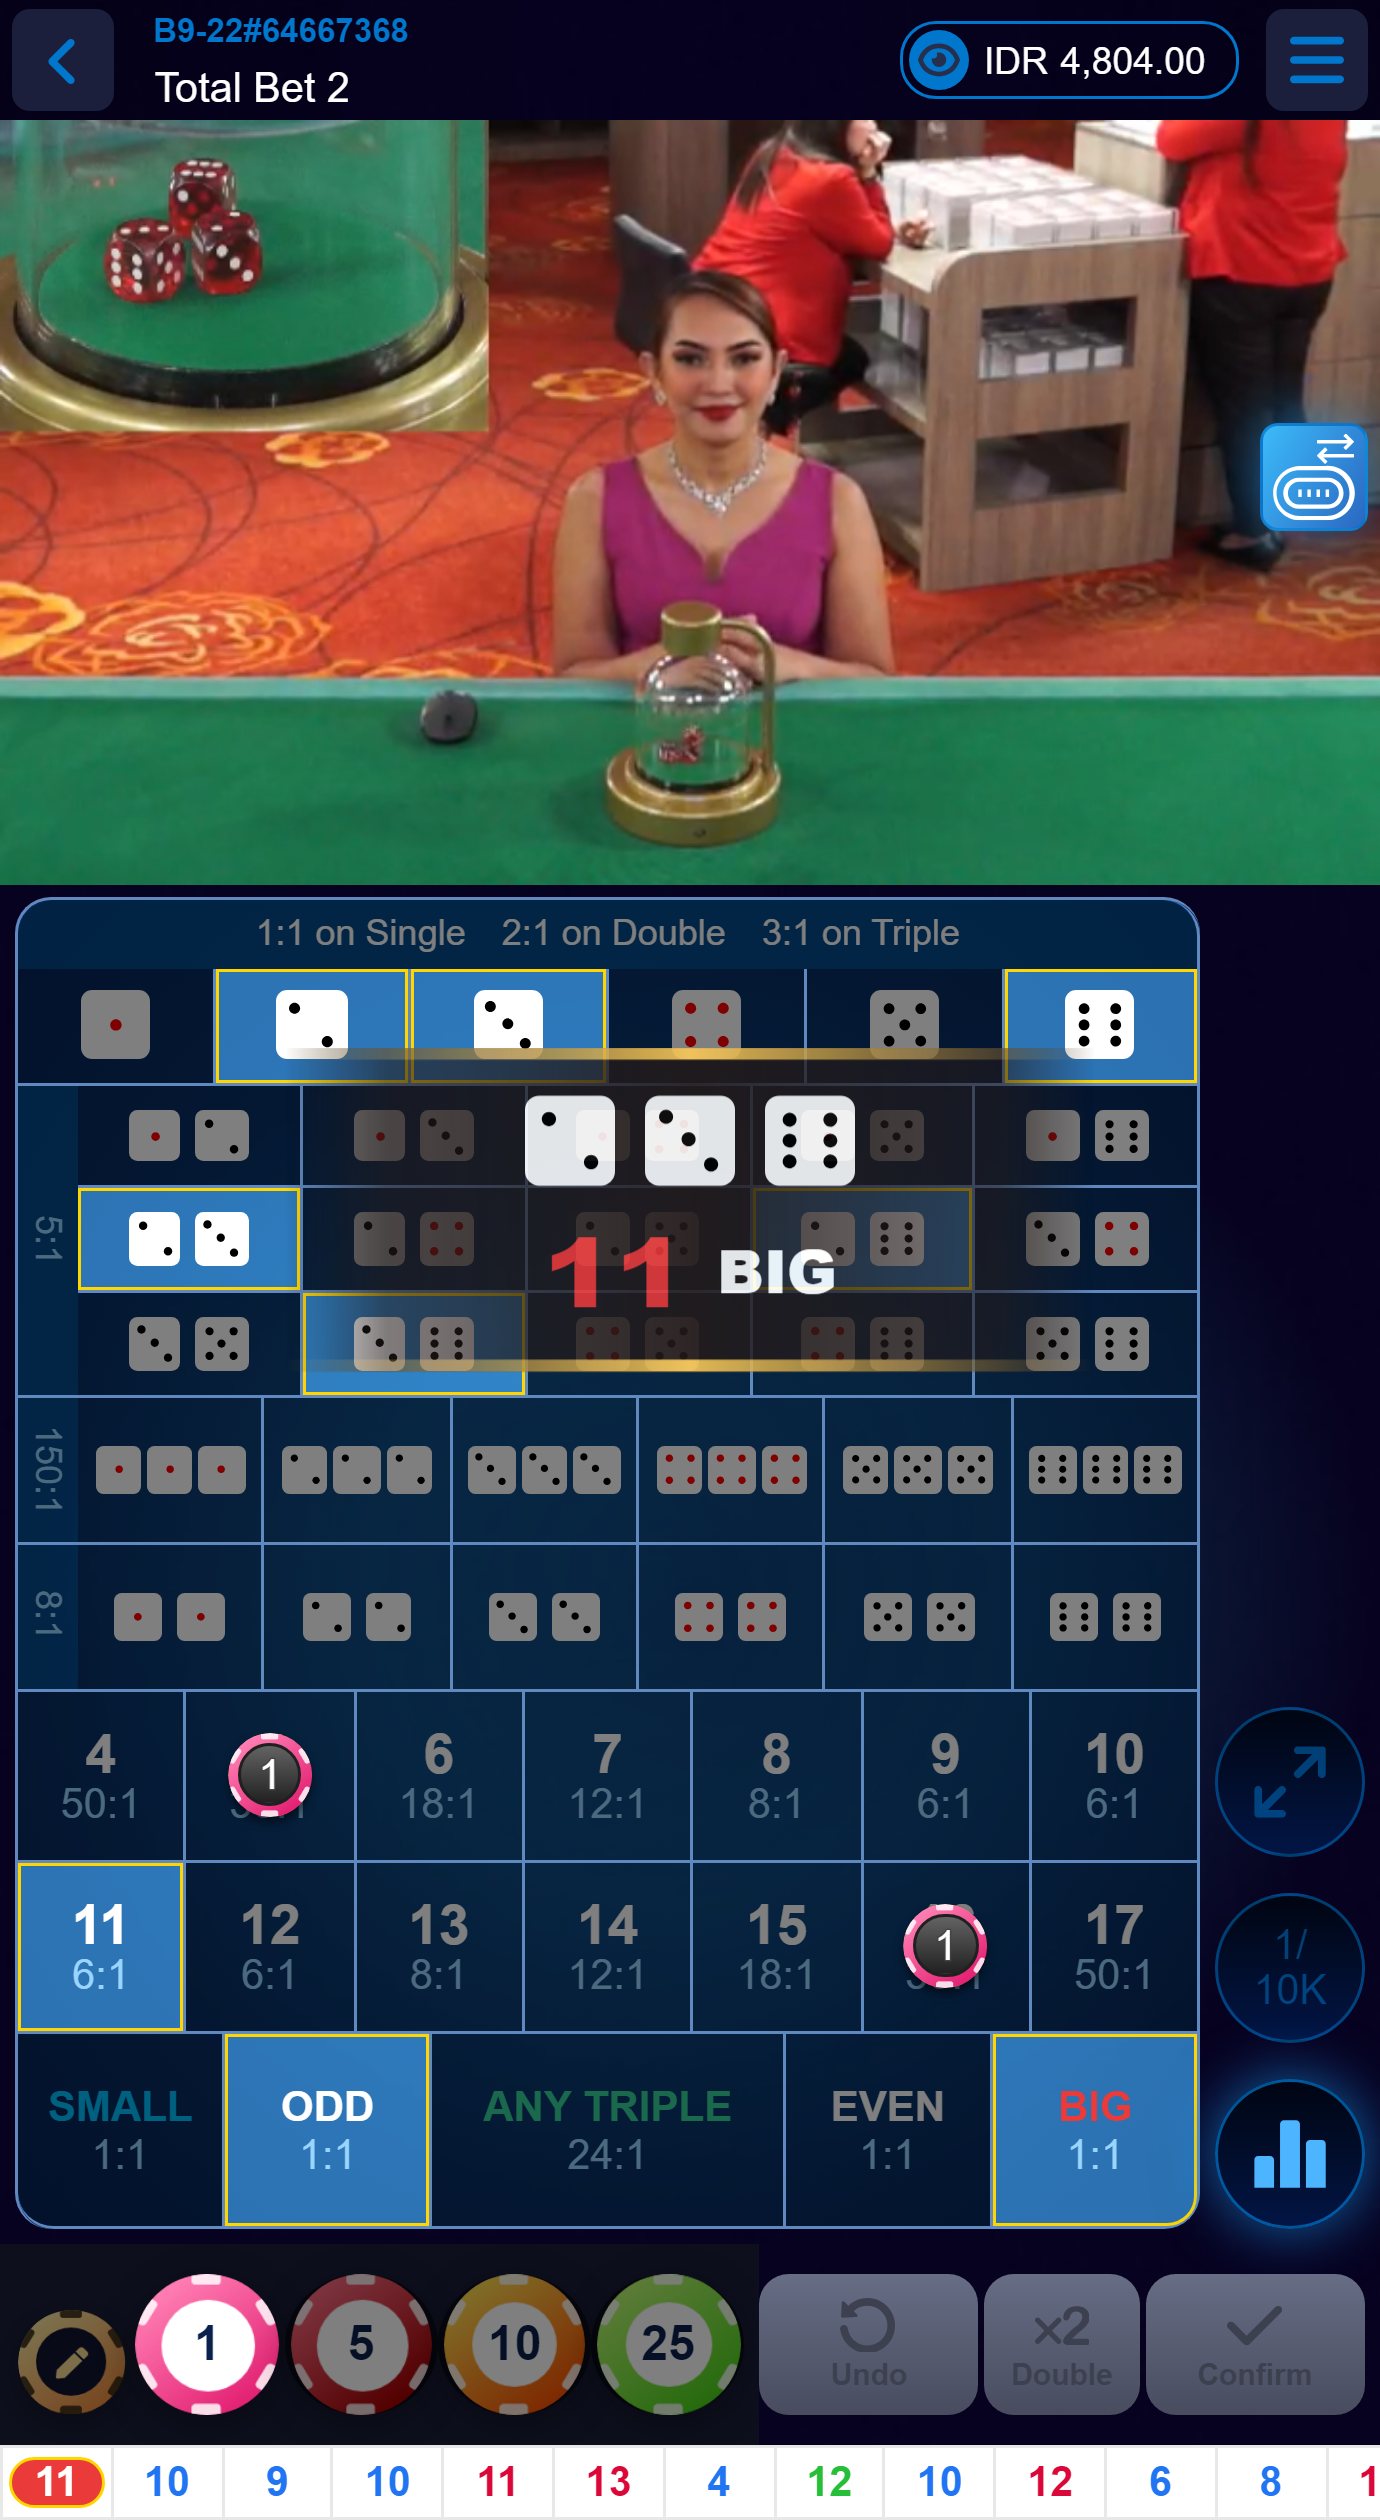 B9-22#64667368
Total Bet 2
IDR 4,804.00
1:1 on Single 2:1 on Double 3:1 on Triple
5:1
11 BIG
150:1
8:1
4 6 7 8 9 10
50:1 18:1 12:1 8:1 6:1 6:1
1
11 12 13 14 15 17
6:1 6:1 8:1 12:1 18:1 50:1
1
1/
10K
SMALL ODD ANY TRIPLE EVEN BIG
1:1 1:1 24:1 1:1 1:1
1 5 10 25
x2
Undo Double Confirm
11 10 9 10 11 13 4 12 10 12 6 8